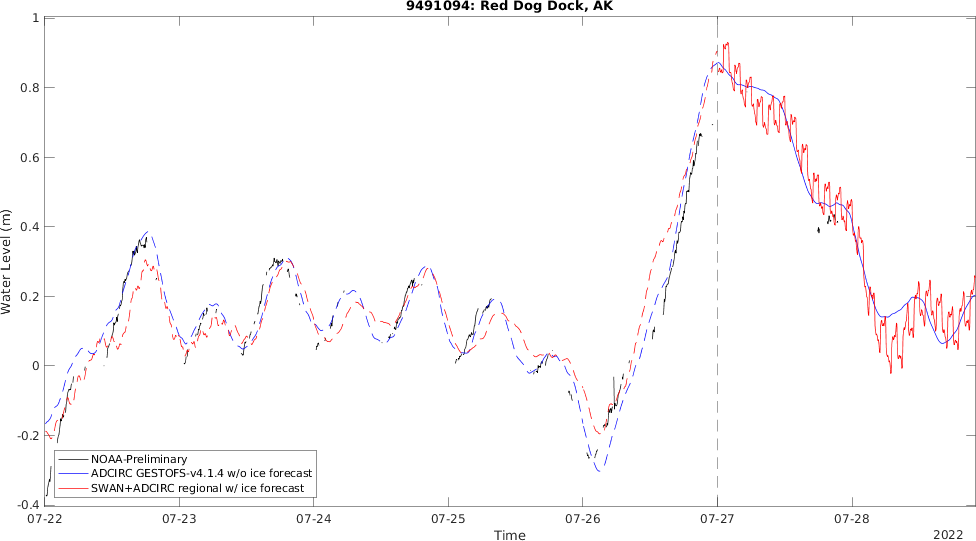 9491094: Red Dog Dock, AK
1
0.8
0.6
0.4
0.2
0
-0.2
-0.4
Water Level (m)
NOAA-Preliminary
ADCIRC GESTOFS-v4.1.4 w/o ice forecast
SWAN+ADCIRC regional w/ ice forecast
07-22 07-23 07-24 07-25 07-26 07-27 07-28
Time
2022